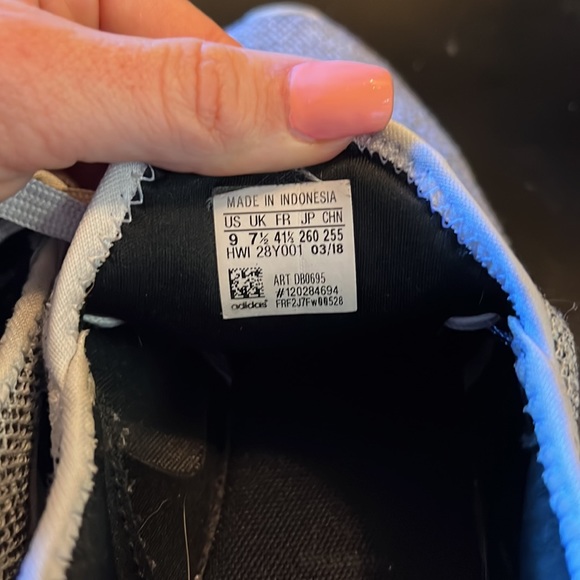 MADE IN INDONESIA
US UK FR JP CHN
9 7½ 41⅓ 260 255
HWI 28Y001 03/18
ART DB0695
#120284694
adidas FRF2J7Fw00528